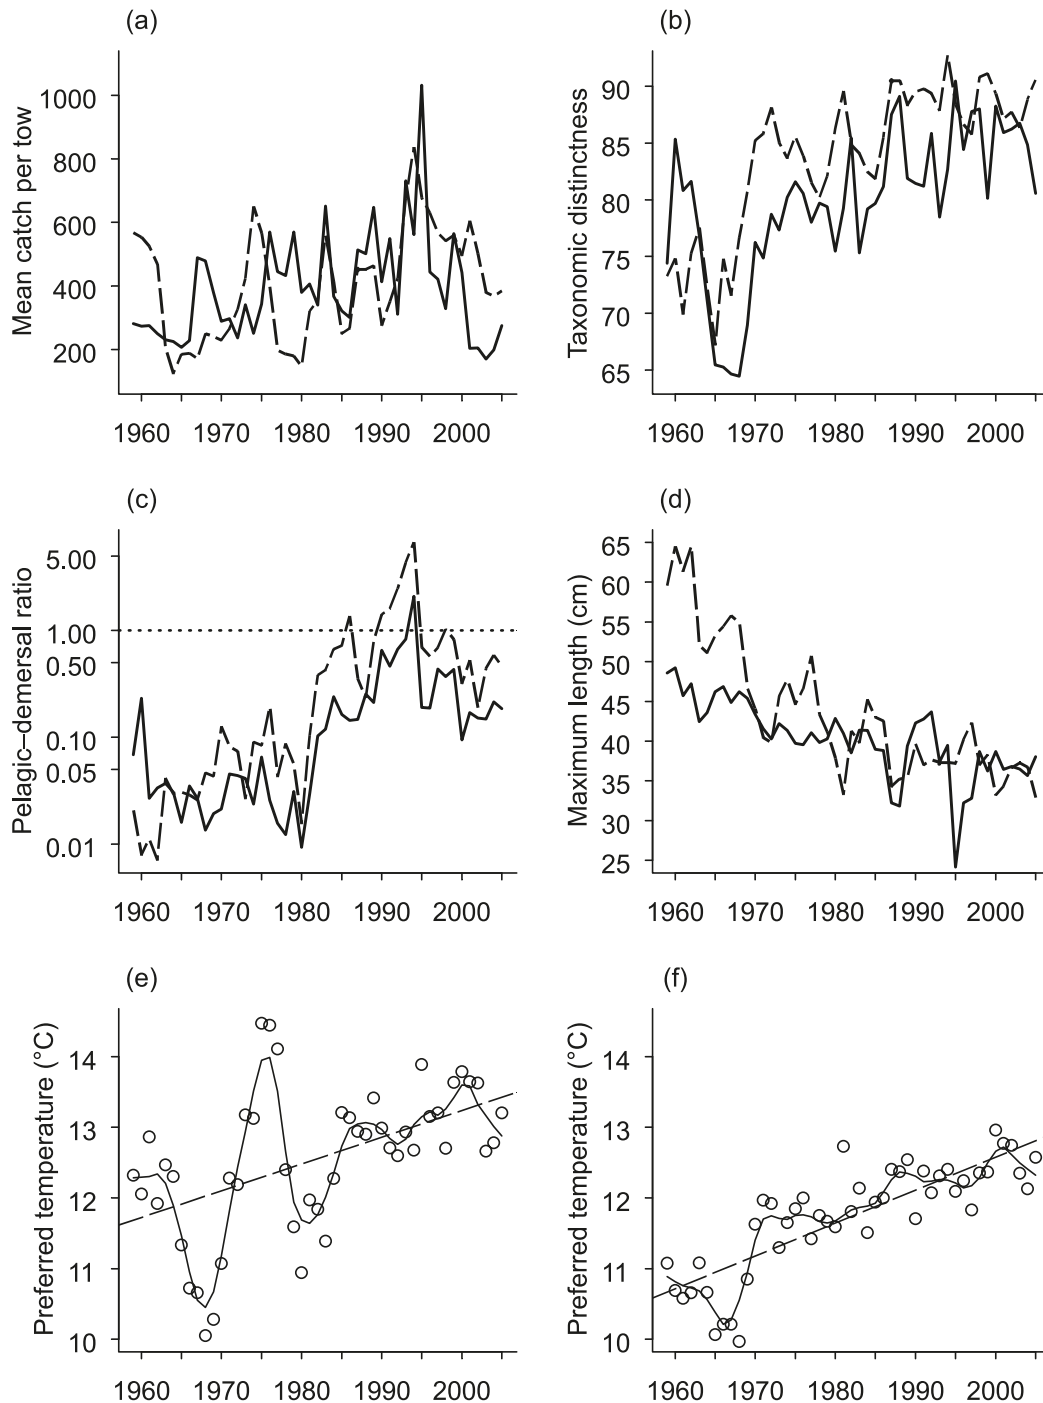 (a)
Mean catch per tow
1000
800
600
400
200
1960 1970 1980 1990 2000
(b)
Taxonomic distinctness
90
85
80
75
70
65
1960 1970 1980 1990 2000
(c)
Pelagic–demersal ratio
5.00
1.00
0.50
0.10
0.05
0.01
1960 1970 1980 1990 2000
(d)
Maximum length (cm)
65
60
55
50
45
40
35
30
25
1960 1970 1980 1990 2000
(e)
Preferred temperature (°C)
14
13
12
11
10
1960 1970 1980 1990 2000
(f)
Preferred temperature (°C)
14
13
12
11
10
1960 1970 1980 1990 2000